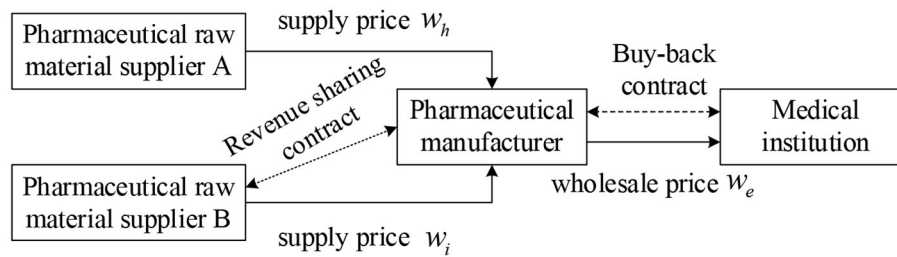 supply price w_h
Pharmaceutical raw
material supplier A
Revenue sharing
contract
Pharmaceutical
manufacturer
Buy-back
contract
Medical
institution
wholesale price w_e
Pharmaceutical raw
material supplier B
supply price w_i